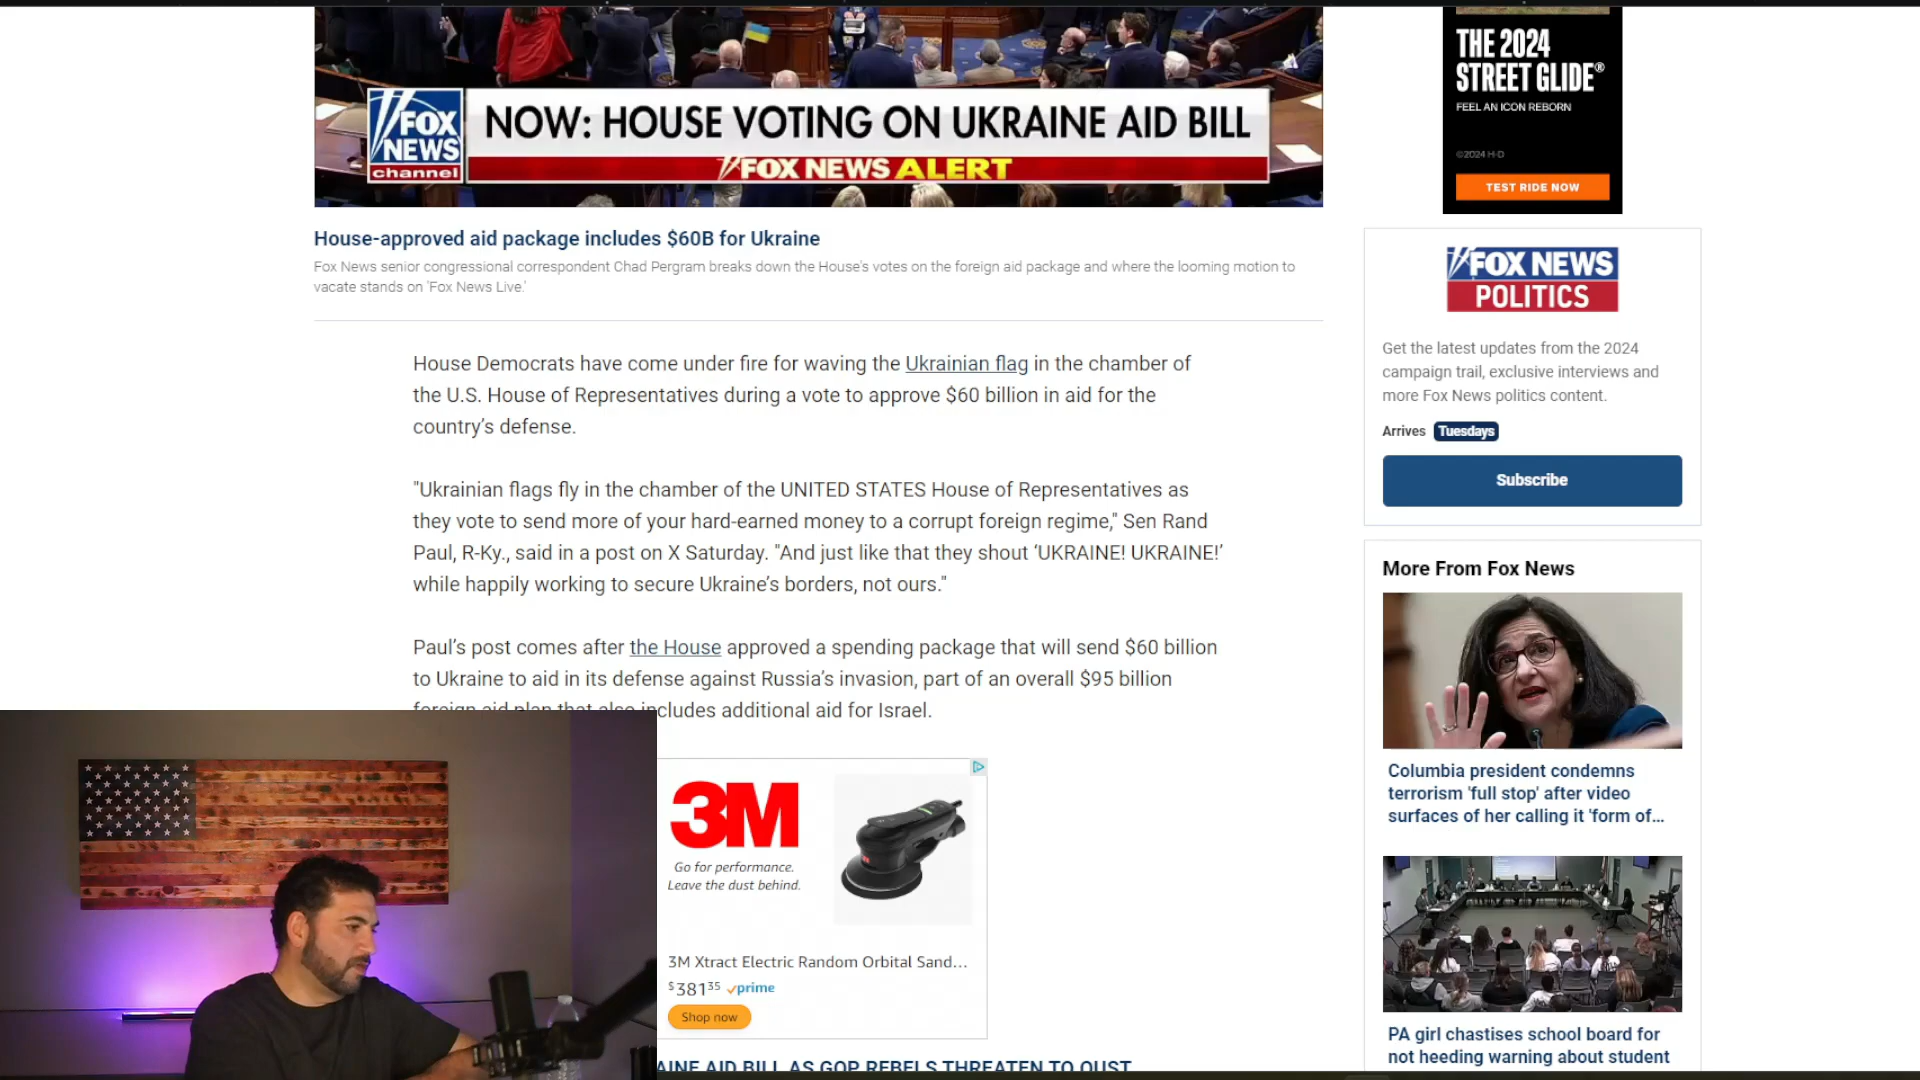 FOX
NEWS
channel
NOW: HOUSE VOTING ON UKRAINE AID BILL
FOX NEWS ALERT
House-approved aid package includes $60B for Ukraine
Fox News senior congressional correspondent Chad Pergram breaks down the House's votes on the foreign aid package and where the looming motion to
vacate stands on 'Fox News Live.'
House Democrats have come under fire for waving the Ukrainian flag in the chamber of
the U.S. House of Representatives during a vote to approve $60 billion in aid for the
country's defense.
"Ukrainian flags fly in the chamber of the UNITED STATES House of Representatives as
they vote to send more of your hard-earned money to a corrupt foreign regime," Sen Rand
Paul, R-Ky., said in a post on X Saturday. "And just like that they shout ‘UKRAINE! UKRAINE!’
while happily working to secure Ukraine’s borders, not ours."
Paul’s post comes after the House approved a spending package that will send $60 billion
to Ukraine to aid in its defense against Russia’s invasion, part of an overall $95 billion
foreign aid plan that also includes additional aid for Israel.
3M
Go for performance.
Leave the dust behind.
3M Xtract Electric Random Orbital Sand...
$381 35 prime
Shop now
AINE AID BILL AS GOP REBELS THREATEN TO OUST
THE 2024
STREET GLIDE®
FEEL AN ICON REBORN
©2024 H-D
TEST RIDE NOW
FOX NEWS
POLITICS
Get the latest updates from the 2024
campaign trail, exclusive interviews and
more Fox News politics content.
Arrives Tuesdays
Subscribe
More From Fox News
Columbia president condemns
terrorism 'full stop' after video
surfaces of her calling it 'form of...
PA girl chastises school board for
not heeding warning about student